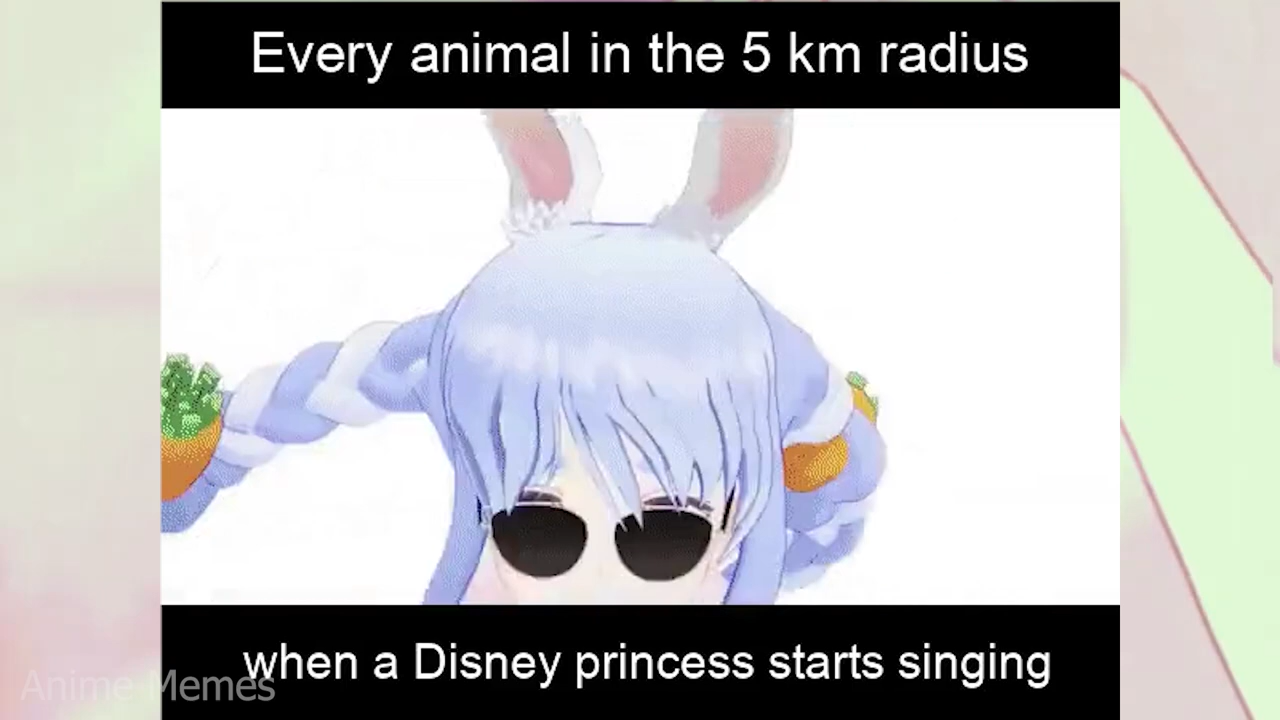 Every animal in the 5 km radius
when a Disney princess starts singing
Anime Memes